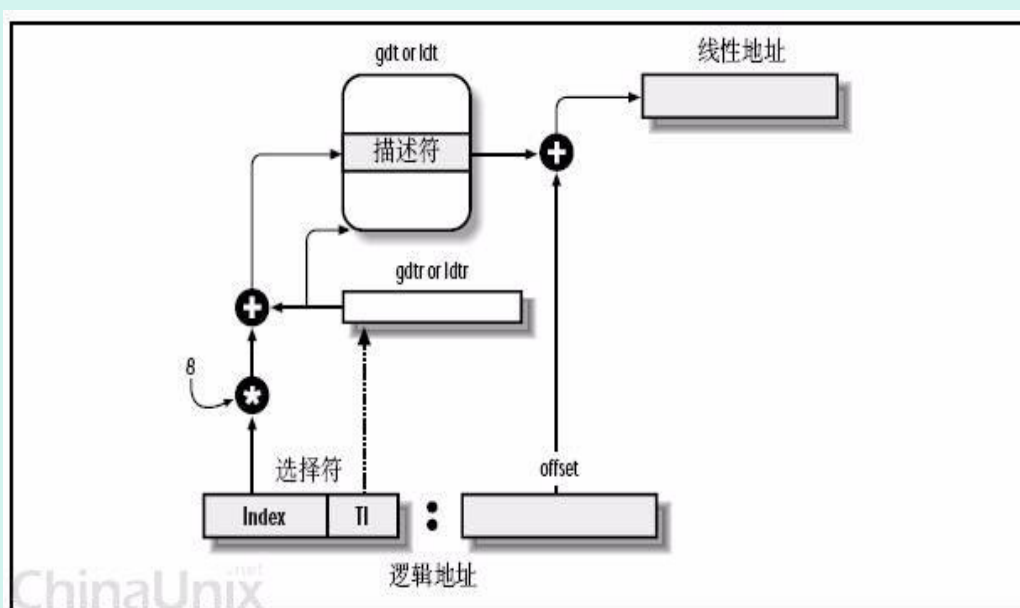 gdt or ldt
线性地址
描述符
gdtr or ldtr
8
选择符
offset
Index TI :
逻辑地址
ChinaUnix.net